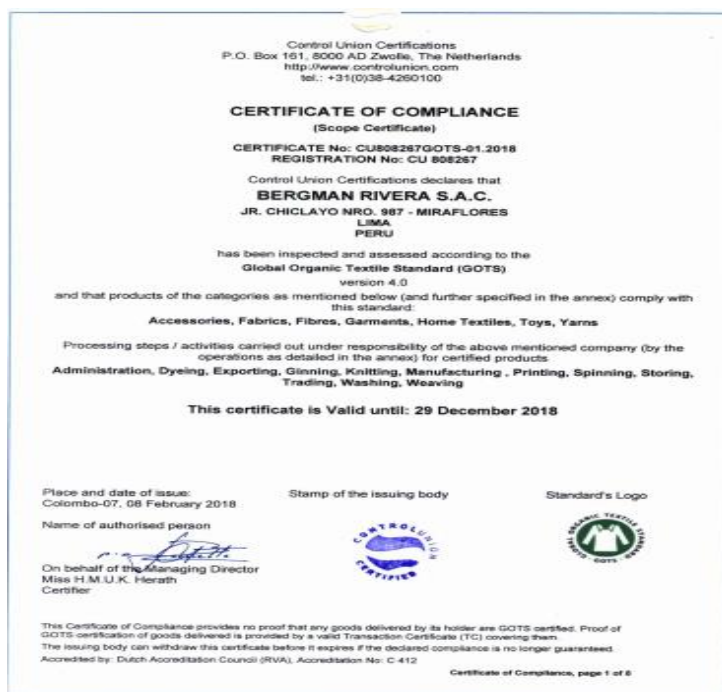 Control Union Certifications
P.O. Box 161, 8000 AD Zwolle, The Netherlands
http://www.controlunion.com
tel.: +31(0)38-4260100
CERTIFICATE OF COMPLIANCE
(Scope Certificate)
CERTIFICATE No: CU808267GOTS-01.2018
REGISTRATION No: CU 808267
Control Union Certifications declares that
BERGMAN RIVERA S.A.C.
JR. CHICLAYO NRO. 987 - MIRAFLORES
LIMA
PERU
has been inspected and assessed according to the
Global Organic Textile Standard (GOTS)
version 4.0
and that products of the categories as mentioned below (and further specified in the annex) comply with
this standard:
Accessories, Fabrics, Fibres, Garments, Home Textiles, Toys, Yarns
Processing steps / activities carried out under responsibility of the above mentioned company (by the
operations as detailed in the annex) for certified products
Administration, Dyeing, Exporting, Ginning, Knitting, Manufacturing , Printing, Spinning, Storing,
Trading, Washing, Weaving
This certificate is Valid until: 29 December 2018
Place and date of issue:
Colombo-07, 08 February 2018
Stamp of the issuing body
Standard's Logo
Name of authorised person
On behalf of the Managing Director
Miss H.M.U.K. Herath
Certifier
CONTROLUNION
CERTIFIED
GLOBAL ORGANIC TEXTILE STANDARD
GOTS
This Certificate of Compliance provides no proof that any goods delivered by its holder are GOTS certified. Proof of
GOTS certification of goods delivered is provided by a valid Transaction Certificate (TC) covering them.
The issuing body can withdraw this certificate before it expires if the declared compliance is no longer guaranteed.
Accredited by: Dutch Accreditation Council (RVA), Accreditation No: C 412
Certificate of Compliance, page 1 of 8